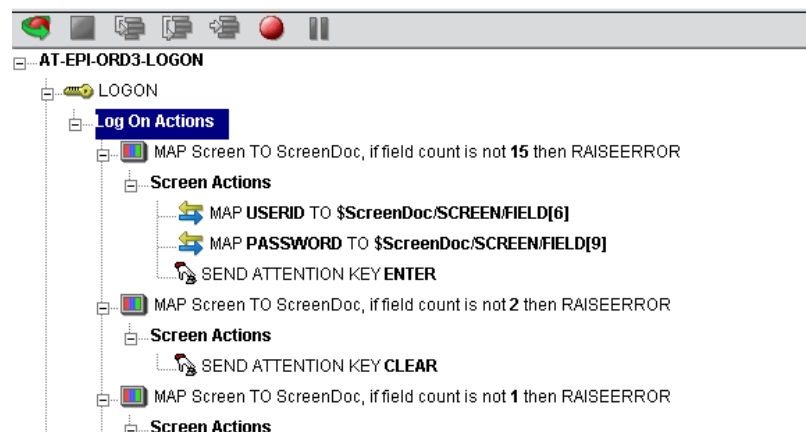 AT-EPI-ORD3-LOGON
LOGON
Log On Actions
MAP Screen TO ScreenDoc, if field count is not 15 then RAISEERROR
Screen Actions
MAP USERID TO $ScreenDoc/SCREEN/FIELD[6]
MAP PASSWORD TO $ScreenDoc/SCREEN/FIELD[9]
SEND ATTENTION KEY ENTER
MAP Screen TO ScreenDoc, if field count is not 2 then RAISEERROR
Screen Actions
SEND ATTENTION KEY CLEAR
MAP Screen TO ScreenDoc, if field count is not 1 then RAISEERROR
Screen Actions